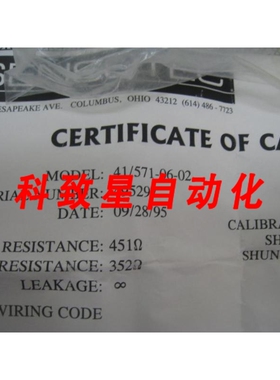 ESAPEAKE AVE. COLUMBUS, OHIO 43212 (614) 486-7723
CERTIFICATE OF CA
MODEL: 41/571-06-02
科致星自动化
DATE: 09/28/95
CALIBRA
RESISTANCE: 451Ω
SH
RESISTANCE: 352Ω
SHUN
LEAKAGE: ∞
WIRING CODE